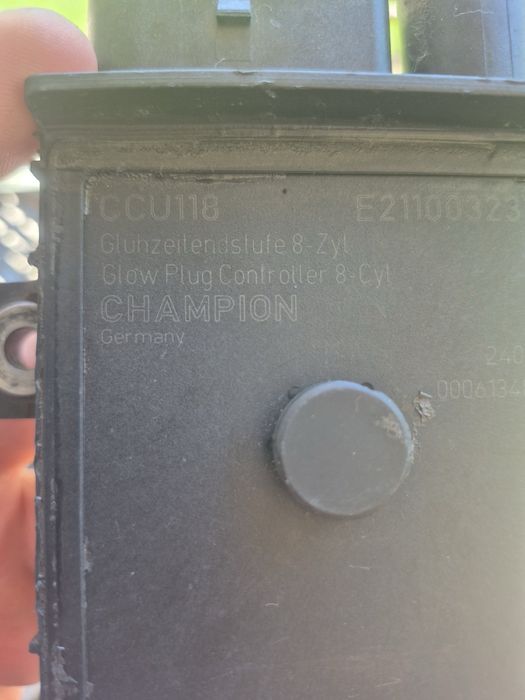 CCU118 E21100323
Glühzeitendstufe 8-Zyl
Glow Plug Controller 8-Cyl
CHAMPION
Germany
240
0006134